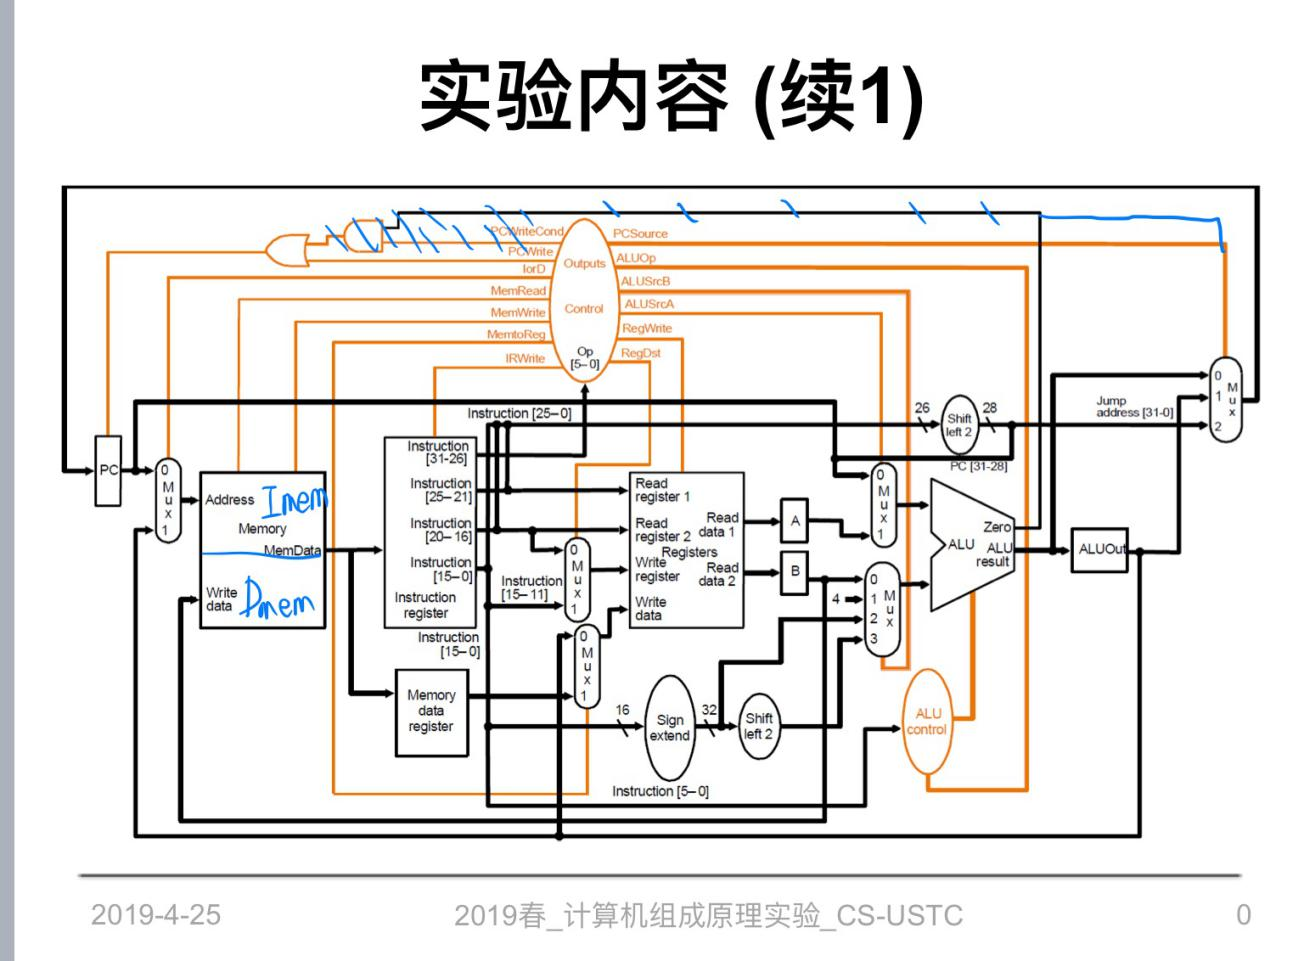 实验内容 (续1)
PCWriteCond
PCWrite
IorD
MemRead
MemWrite
MemtoReg
IRWrite
Outputs
Control
Op
[5–0]
PCSource
ALUOp
ALUSrcB
ALUSrcA
RegWrite
RegDst
PC
0
M
u
x
1
Address
Imem
Memory
MemData
Write
data
Dmem
Instruction [25–0]
Instruction
[31-26]
Instruction
[25–21]
Instruction
[20–16]
Instruction
[15–0]
Instruction
register
Instruction
[15–0]
Memory
data
register
Instruction
[15–11]
0
M
u
x
1
0
M
u
x
1
Read
register 1
Read
register 2
Registers
Write
register
Write
data
Read
data 1
Read
data 2
A
B
4
16
Sign
extend
32
Shift
left 2
Instruction [5–0]
0
M
u
x
1
0
1
2
3
M
u
x
26
Shift
left 2
28
PC [31-28]
Jump
address [31-0]
Zero
ALU
ALU
result
ALUOut
ALU
control
0
1
2
M
u
x
2019-4-25
2019春_计算机组成原理实验_CS-USTC
0